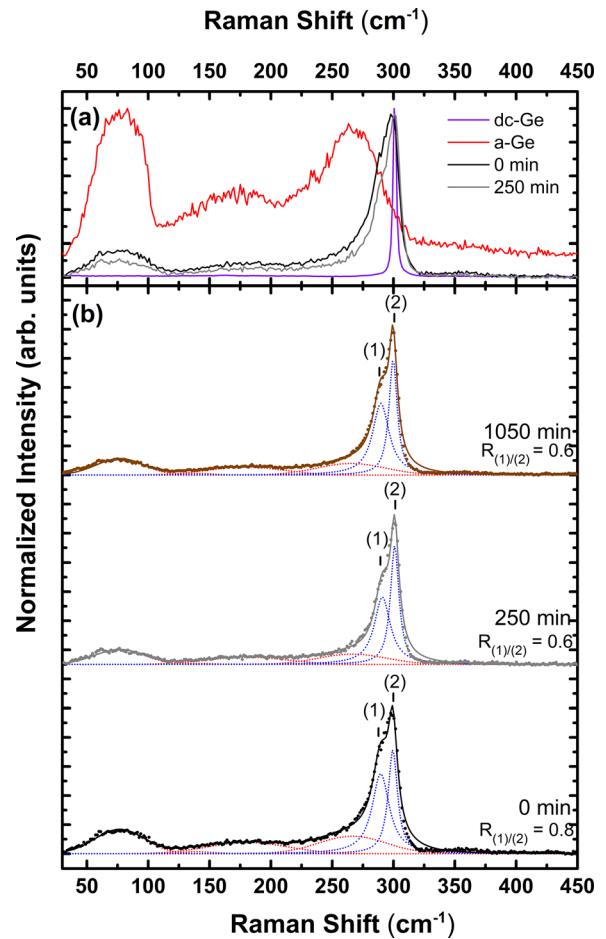 Raman Shift (cm⁻¹)
50 100 150 200 250 300 350 400 450
(a)
dc-Ge
a-Ge
0 min
250 min
Normalized Intensity (arb. units)
(b)
(2)
(1)
1050 min
R(1)/(2) = 0.6
(2)
(1)
250 min
R(1)/(2) = 0.6
(2)
(1)
0 min
R(1)/(2) = 0.8
50 100 150 200 250 300 350 400 450
Raman Shift (cm⁻¹)